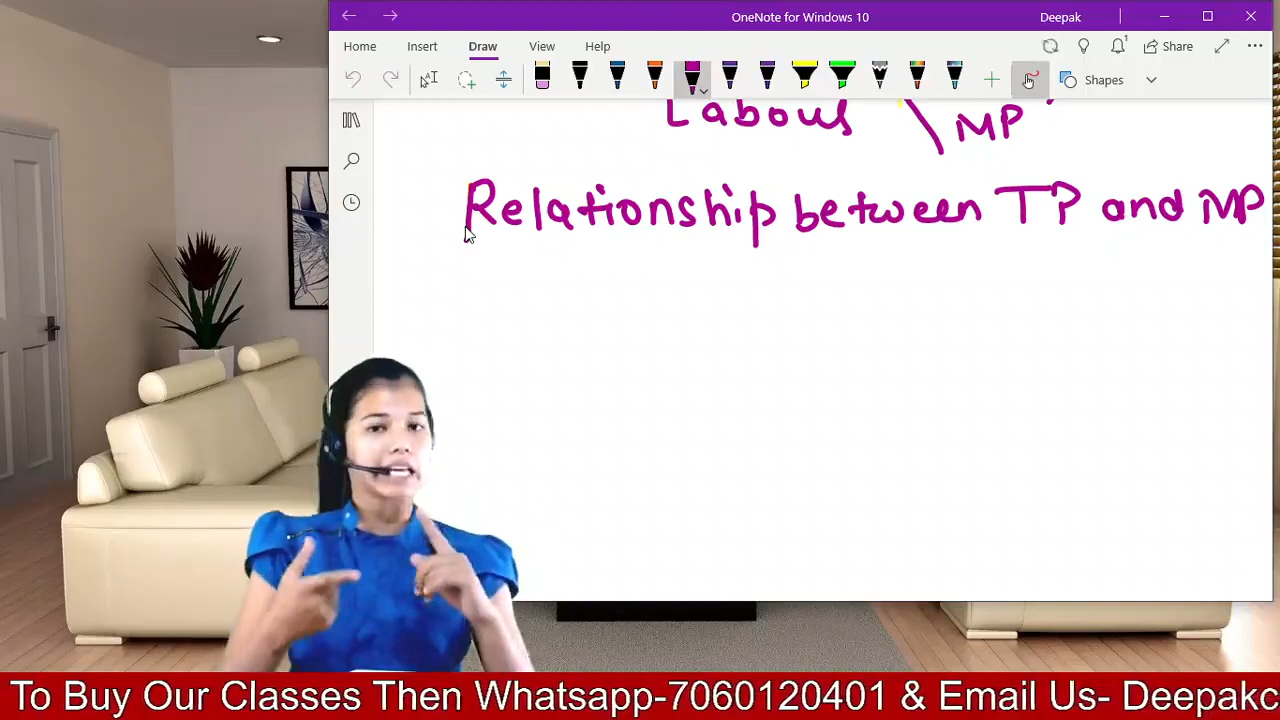 OneNote for Windows 10
Deepak
Home Insert Draw View Help
Share
Shapes
Labour
MP
Relationship between TP and MP
To Buy Our Classes Then Whatsapp-7060120401 & Email Us- Deepakc